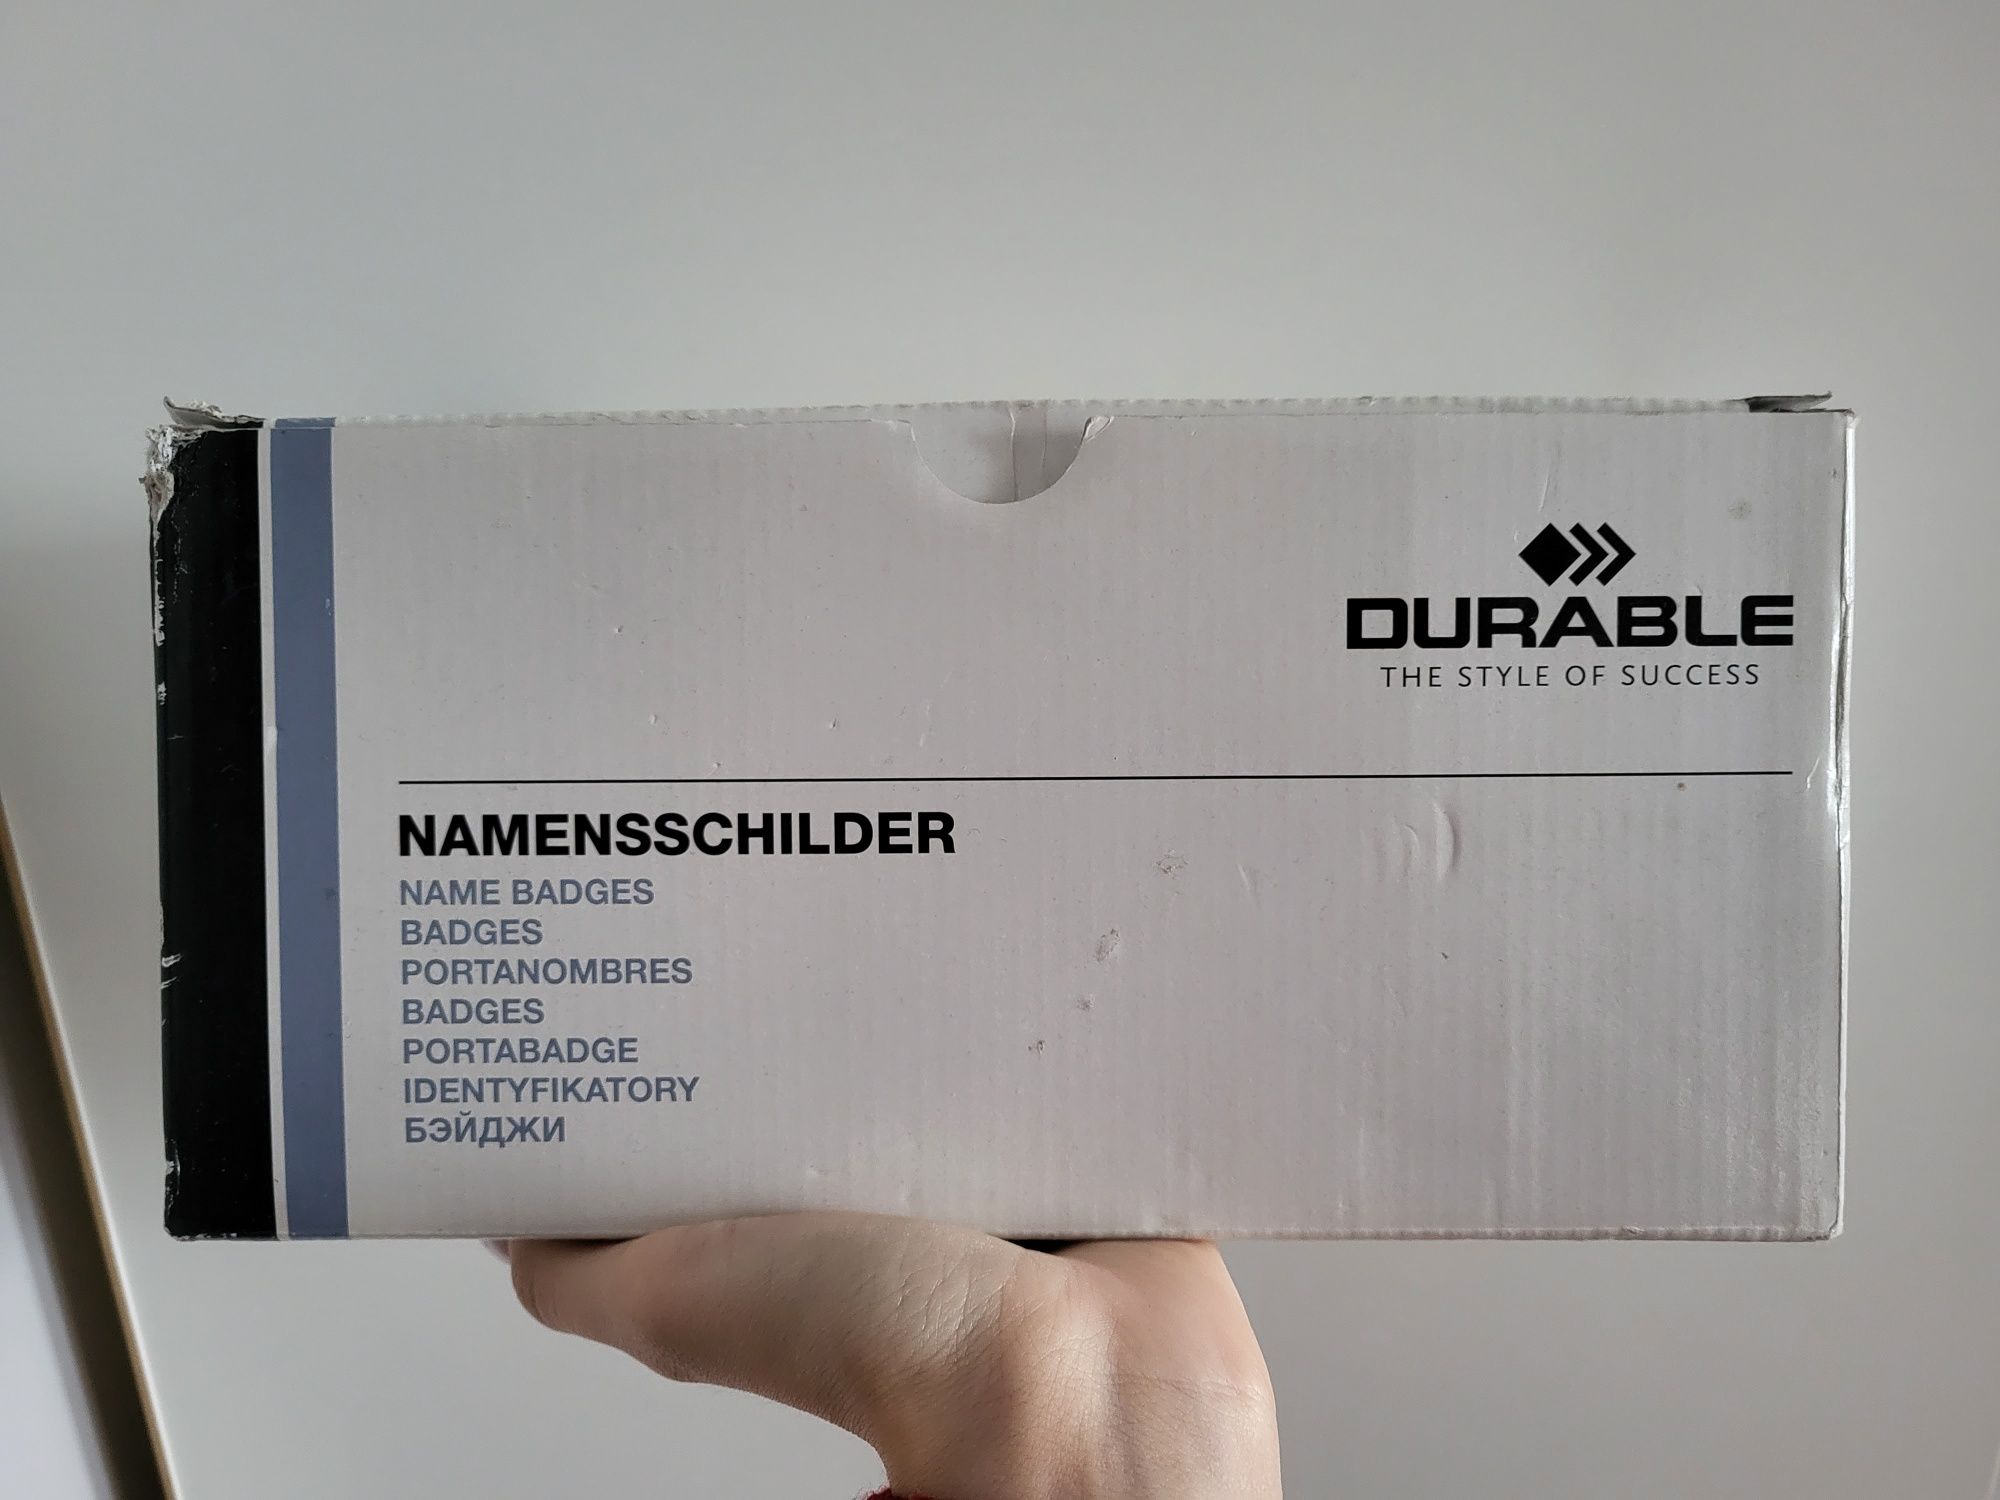 DURABLE
THE STYLE OF SUCCESS
NAMENSSCHILDER
NAME BADGES
BADGES
PORTANOMBRES
BADGES
PORTABADGE
IDENTYFIKATORY
БЭЙДЖИ